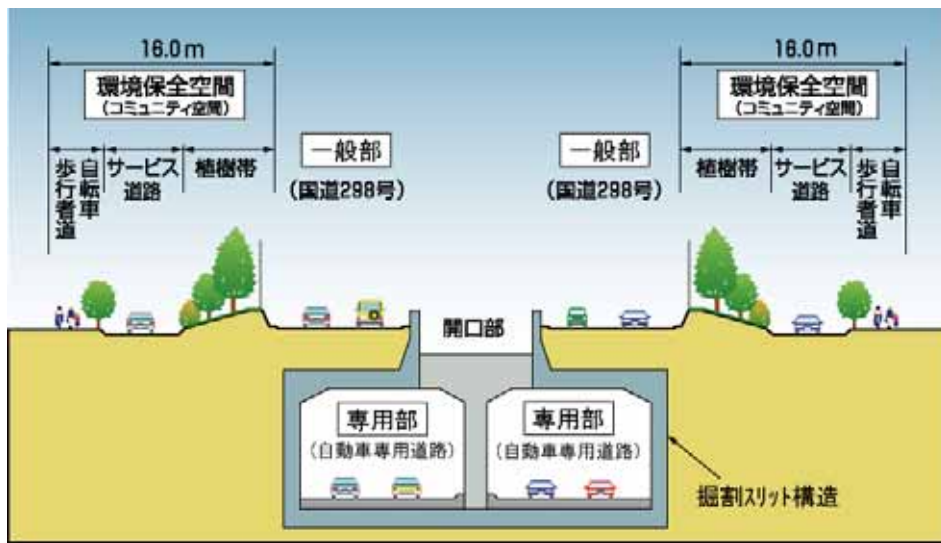 16.0m
環境保全空間
(コミュニティ空間)
自転車
歩行者道
サービス
道路
植樹帯
一般部
(国道298号)
16.0m
環境保全空間
(コミュニティ空間)
一般部
(国道298号)
植樹帯
サービス
道路
自転車
歩行者道
開口部
専用部
(自動車専用道路)
専用部
(自動車専用道路)
掘割スリット構造